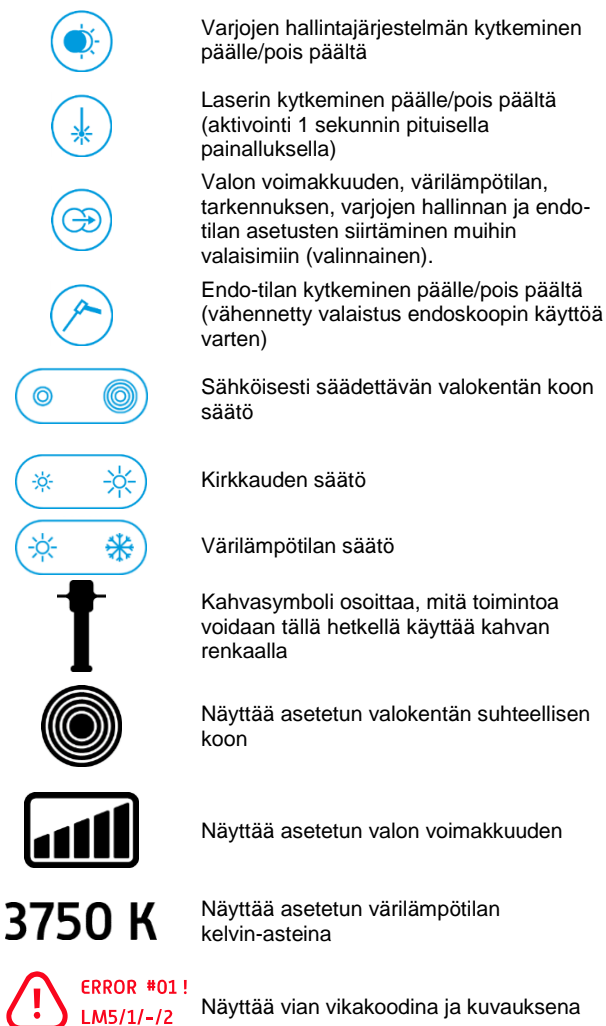 Varjojen hallintajärjestelmän kytkeminen
päälle/pois päältä
Laserin kytkeminen päälle/pois päältä
(aktivointi 1 sekunnin pituisella
painalluksella)
Valon voimakkuuden, värilämpötilan,
tarkennuksen, varjojen hallinnan ja endo-
tilan asetusten siirtäminen muihin
valaisimiin (valinnainen).
Endo-tilan kytkeminen päälle/pois päältä
(vähennetty valaistus endoskoopin käyttöä
varten)
Sähköisesti säädettävän valokentän koon
säätö
Kirkkauden säätö
Värilämpötilan säätö
Kahvasymboli osoittaa, mitä toimintoa
voidaan tällä hetkellä käyttää kahvan
renkaalla
Näyttää asetetun valokentän suhteellisen
koon
Näyttää asetetun valon voimakkuuden
3750 K
Näyttää asetetun värilämpötilan
kelvin-asteina
ERROR #01!
LM5/1/-/2
Näyttää vian vikakoodina ja kuvauksena